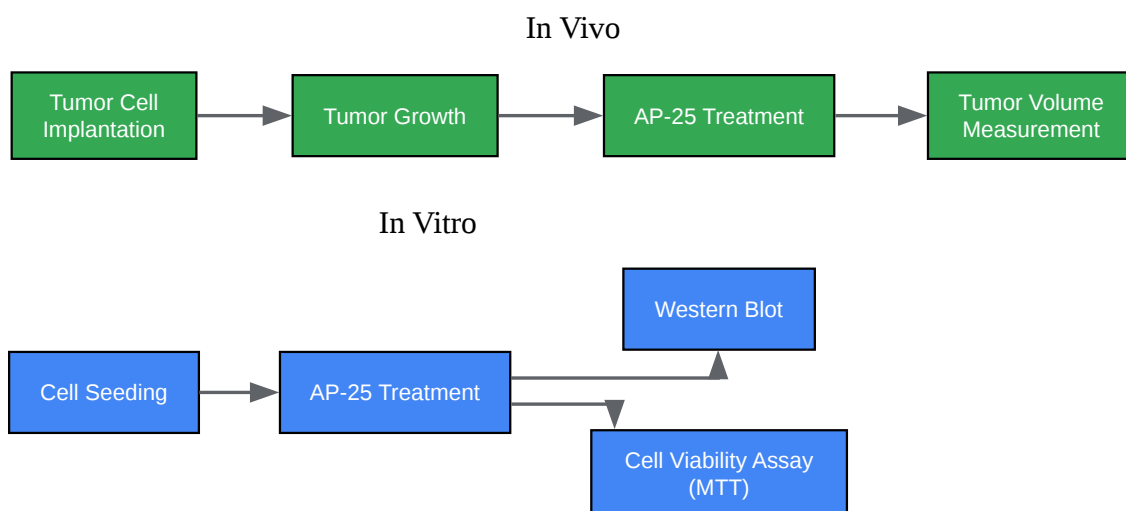 In Vivo
Tumor Cell
Implantation
Tumor Growth
AP-25 Treatment
Tumor Volume
Measurement
In Vitro
Western Blot
Cell Seeding
AP-25 Treatment
Cell Viability Assay
(MTT)